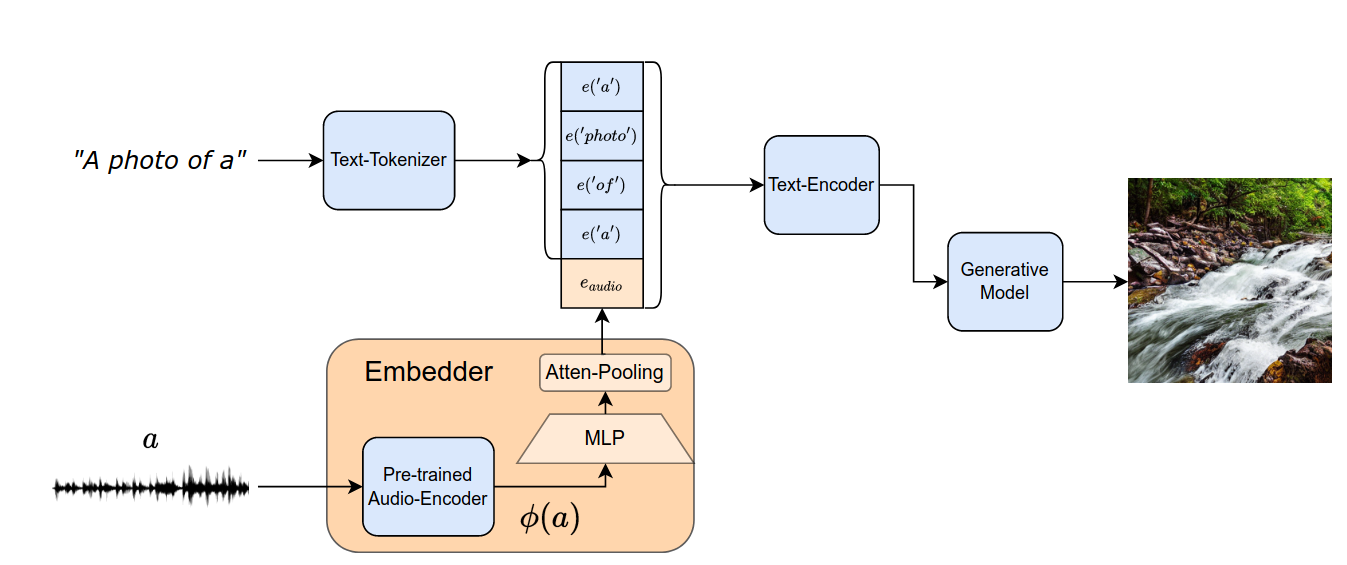 "A photo of a"
Text-Tokenizer
e('a')
e('photo')
e('of')
e('a')
e_{audio}
Text-Encoder
Generative
Model
Embedder
Atten-Pooling
MLP
a
Pre-trained
Audio-Encoder
ϕ(a)